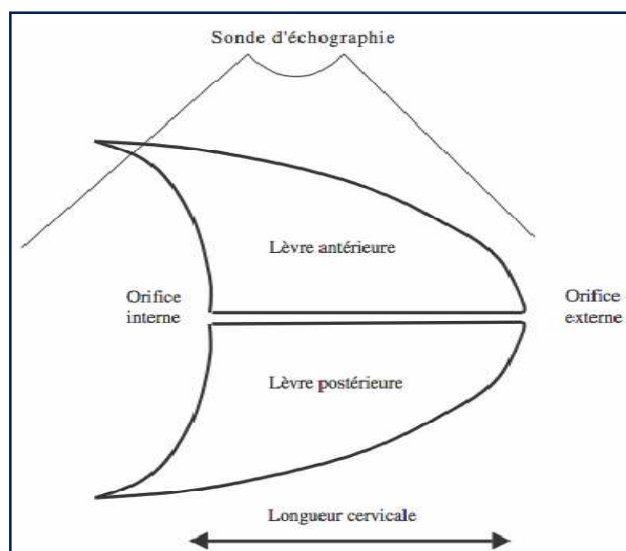 Sonde d'échographie
Lèvre antérieure
Orifice
interne
Orifice
externe
Lèvre postérieure
Longueur cervicale